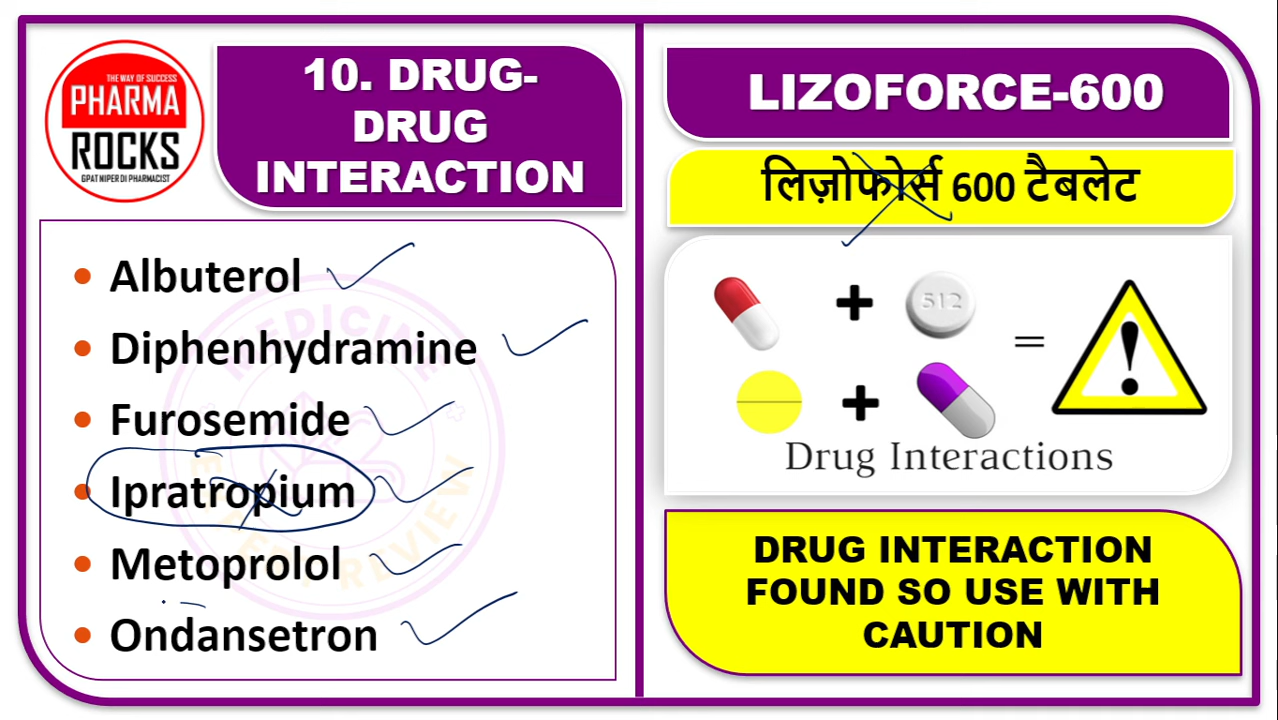 THE WAY OF SUCCESS
PHARMA
ROCKS
GPAT NIPER DI PHARMACIST
10. DRUG-
DRUG
INTERACTION
• Albuterol
• Diphenhydramine
• Furosemide
• Ipratropium
• Metoprolol
• Ondansetron
LIZOFORCE-600
लिज़ोफोर्स 600 टैबलेट
512
Drug Interactions
DRUG INTERACTION
FOUND SO USE WITH
CAUTION